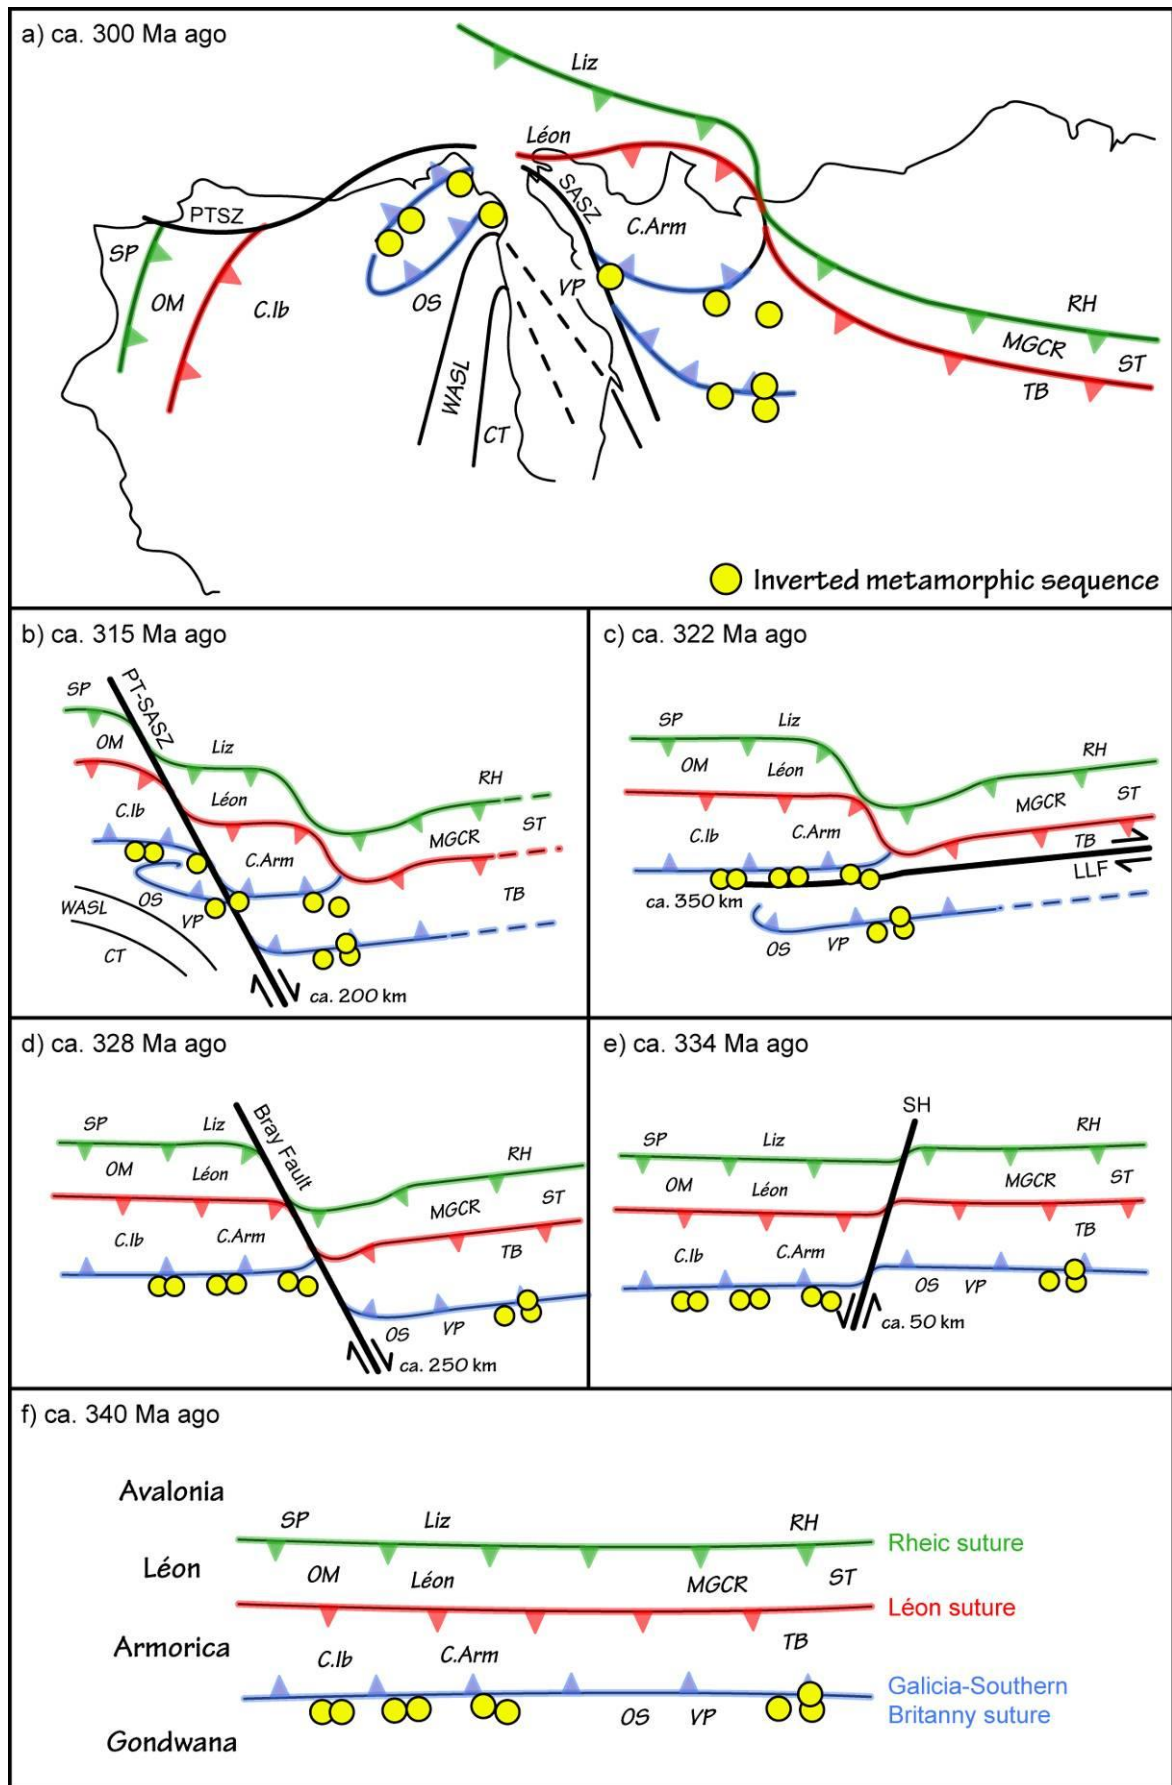 a) ca. 300 Ma ago
Liz
Léon
PTSZ
SASZ
C.Arm
SP
OM
C.Ib
OS
VP
RH
MGCR
ST
TB
WASL
CT
Inverted metamorphic sequence
b) ca. 315 Ma ago
SP
PT-SASZ
OM
Liz
RH
C.Ib
Léon
MGCR
ST
C.Arm
WASL
OS
VP
TB
CT
ca. 200 km
c) ca. 322 Ma ago
SP
Liz
RH
OM
Léon
MGCR
ST
C.Ib
C.Arm
TB
LLF
ca. 350 km
OS
VP
d) ca. 328 Ma ago
SP
Liz
Bray Fault
RH
OM
Léon
MGCR
ST
C.Ib
C.Arm
TB
OS
VP
ca. 250 km
e) ca. 334 Ma ago
SH
SP
Liz
RH
OM
Léon
MGCR
ST
C.Ib
C.Arm
TB
OS
VP
ca. 50 km
f) ca. 340 Ma ago
Avalonia
SP
Liz
RH
Rheic suture
Léon
OM
Léon
MGCR
ST
Léon suture
Armorica
C.Ib
C.Arm
TB
Galicia-Southern
Britanny suture
OS
VP
Gondwana